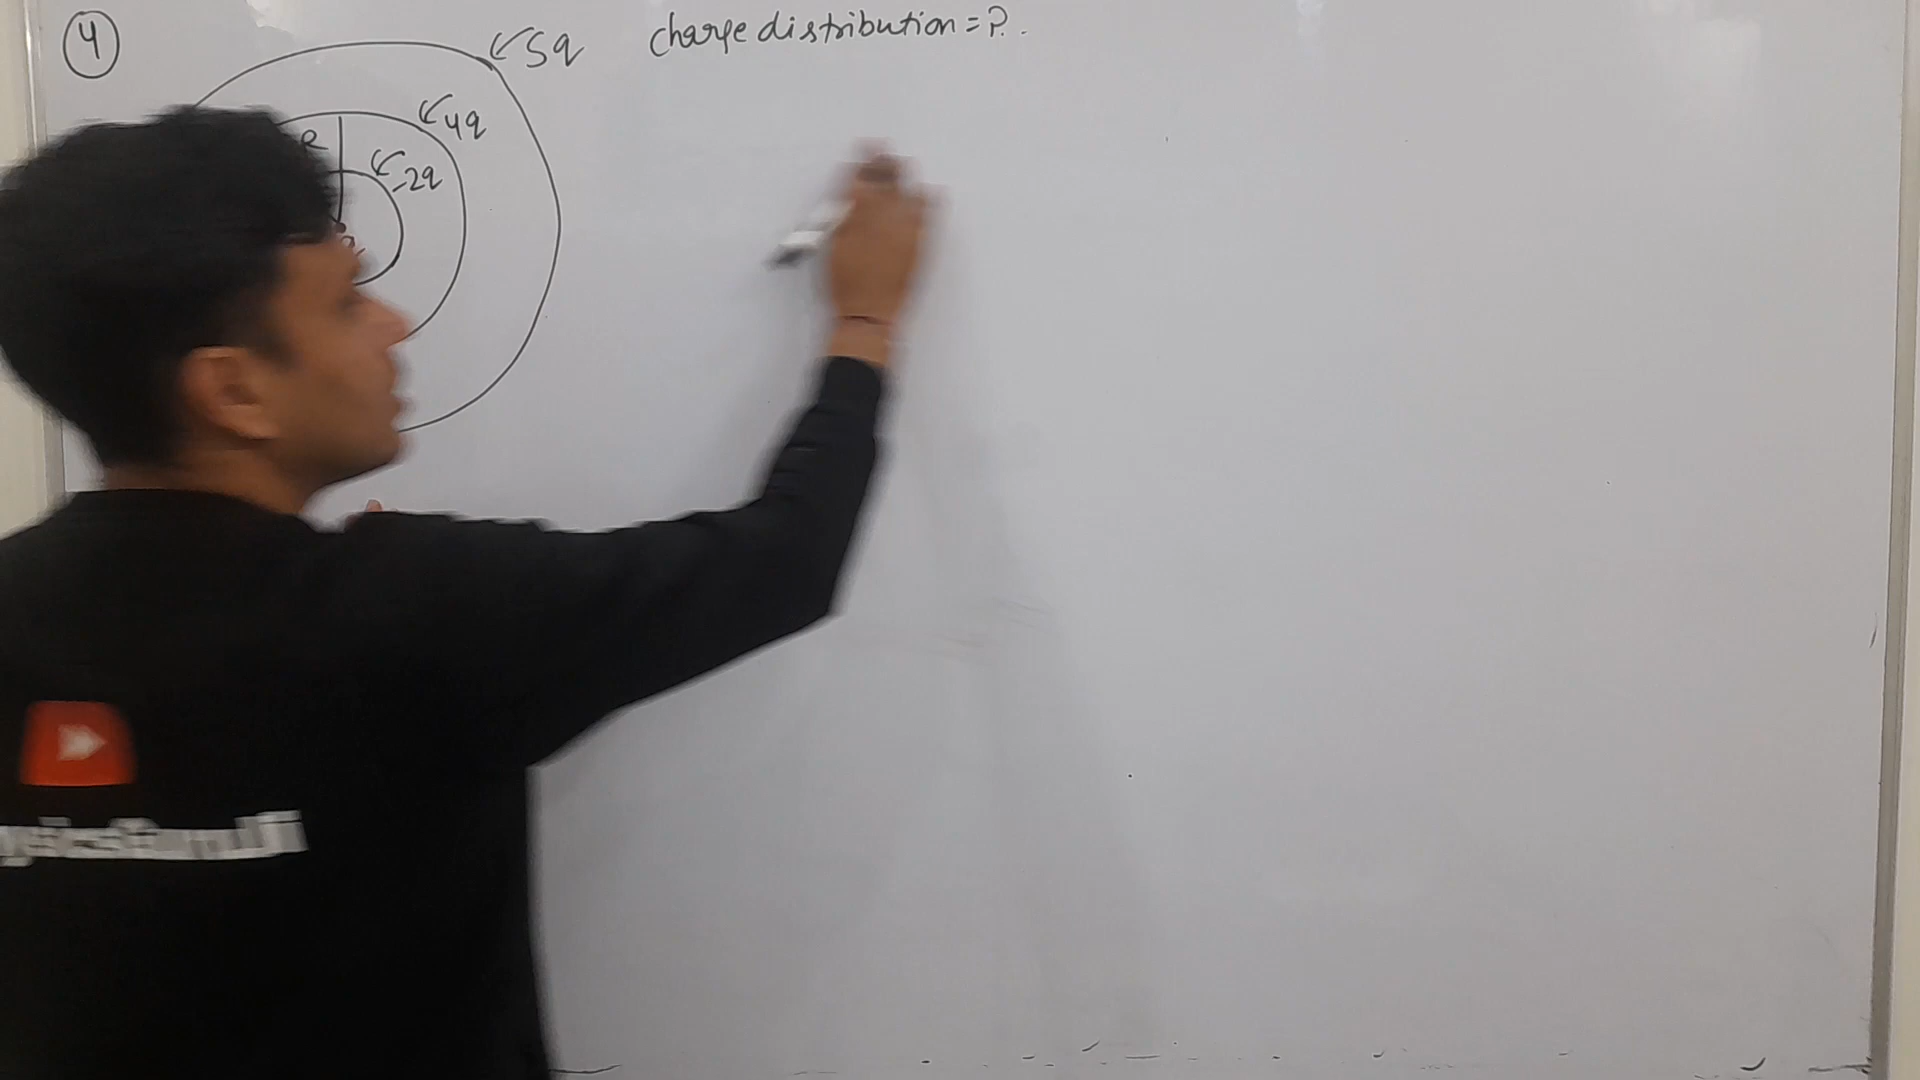 4
5q charge distribution = ?.
4q
R
-2q